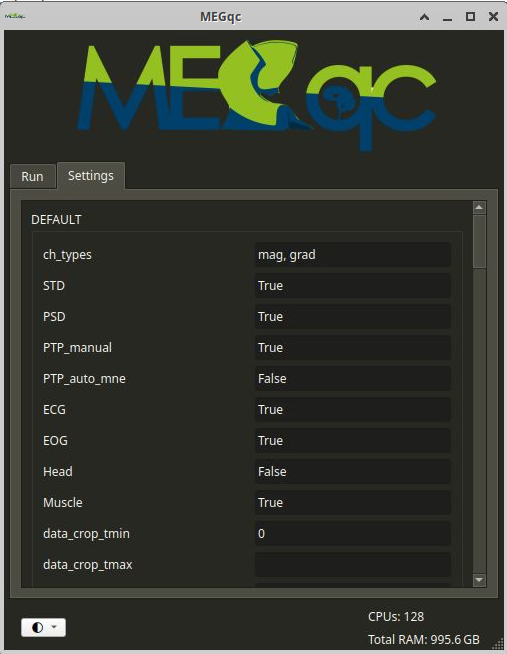 MEGqc
MEGqc
Run Settings
DEFAULT
ch_types mag, grad
STD True
PSD True
PTP_manual True
PTP_auto_mne False
ECG True
EOG True
Head False
Muscle True
data_crop_tmin 0
data_crop_tmax
CPUs: 128
Total RAM: 995.6 GB